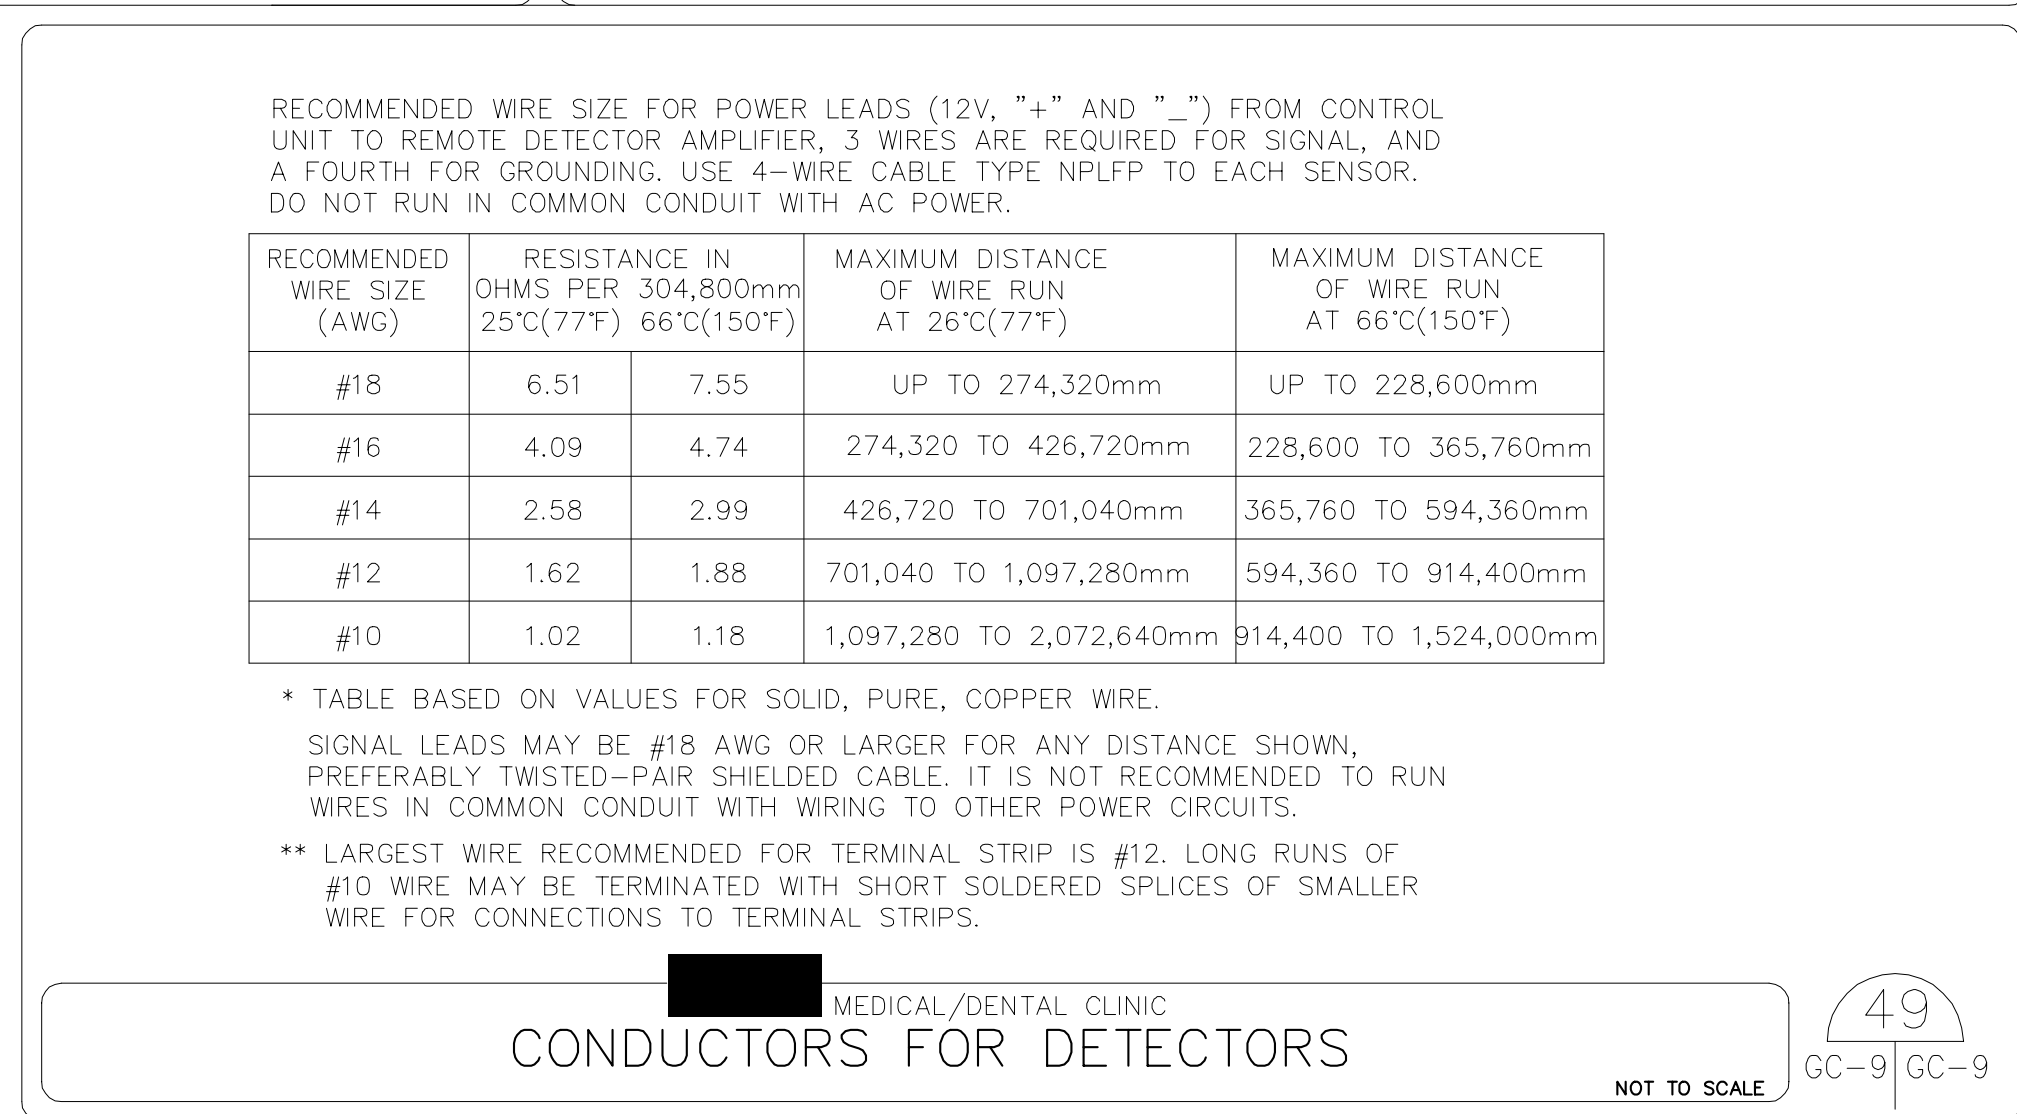 RECOMMENDED WIRE SIZE FOR POWER LEADS (12V, "+" AND "_") FROM CONTROL
UNIT TO REMOTE DETECTOR AMPLIFIER, 3 WIRES ARE REQUIRED FOR SIGNAL, AND
A FOURTH FOR GROUNDING. USE 4-WIRE CABLE TYPE NPLFP TO EACH SENSOR.
DO NOT RUN IN COMMON CONDUIT WITH AC POWER.
RECOMMENDED RESISTANCE IN MAXIMUM DISTANCE MAXIMUM DISTANCE
WIRE SIZE OHMS PER 304,800mm OF WIRE RUN OF WIRE RUN
(AWG) 25°C(77°F) 66°C(150°F) AT 26°C(77°F) AT 66°C(150°F)
#18 6.51 7.55 UP TO 274,320mm UP TO 228,600mm
#16 4.09 4.74 274,320 TO 426,720mm 228,600 TO 365,760mm
#14 2.58 2.99 426,720 TO 701,040mm 365,760 TO 594,360mm
#12 1.62 1.88 701,040 TO 1,097,280mm 594,360 TO 914,400mm
#10 1.02 1.18 1,097,280 TO 2,072,640mm 914,400 TO 1,524,000mm
* TABLE BASED ON VALUES FOR SOLID, PURE, COPPER WIRE.
SIGNAL LEADS MAY BE #18 AWG OR LARGER FOR ANY DISTANCE SHOWN,
PREFERABLY TWISTED-PAIR SHIELDED CABLE. IT IS NOT RECOMMENDED TO RUN
WIRES IN COMMON CONDUIT WITH WIRING TO OTHER POWER CIRCUITS.
** LARGEST WIRE RECOMMENDED FOR TERMINAL STRIP IS #12. LONG RUNS OF
#10 WIRE MAY BE TERMINATED WITH SHORT SOLDERED SPLICES OF SMALLER
WIRE FOR CONNECTIONS TO TERMINAL STRIPS.
MEDICAL/DENTAL CLINIC
CONDUCTORS FOR DETECTORS
NOT TO SCALE
49
GC-9 GC-9